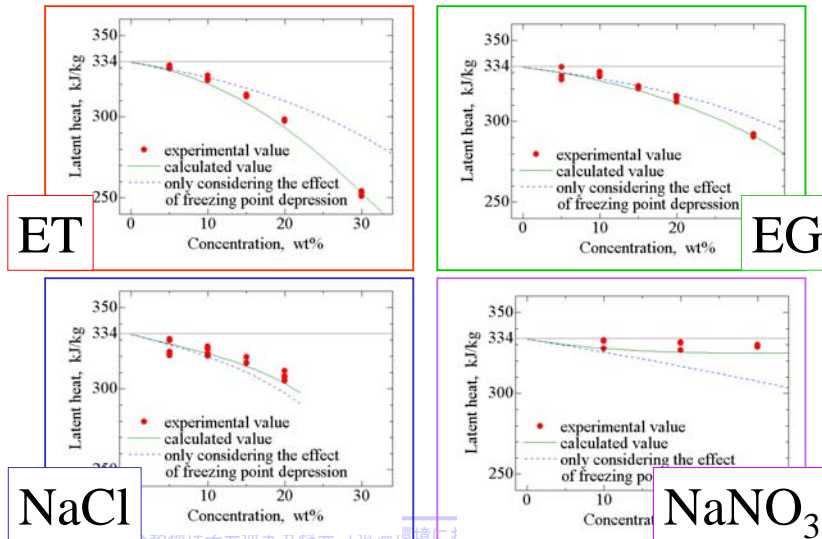 350
334
300
250
Latent heat, kJ/kg
experimental value
calculated value
only considering the effect
of freezing point depression
0 10 20 30
Concentration, wt%
ET
350
334
300
250
Latent heat, kJ/kg
experimental value
calculated value
only considering the effect
of freezing point depression
0 10 20
Concentration, wt%
EG
350
334
300
Latent heat, kJ/kg
experimental value
calculated value
only considering the effect
of freezing point depression
10 20 30
Concentration, wt%
NaCl
350
334
300
250
Latent heat, kJ/kg
experimental value
calculated value
only considering the effect
of freezing
0 10 20
NaNO₃